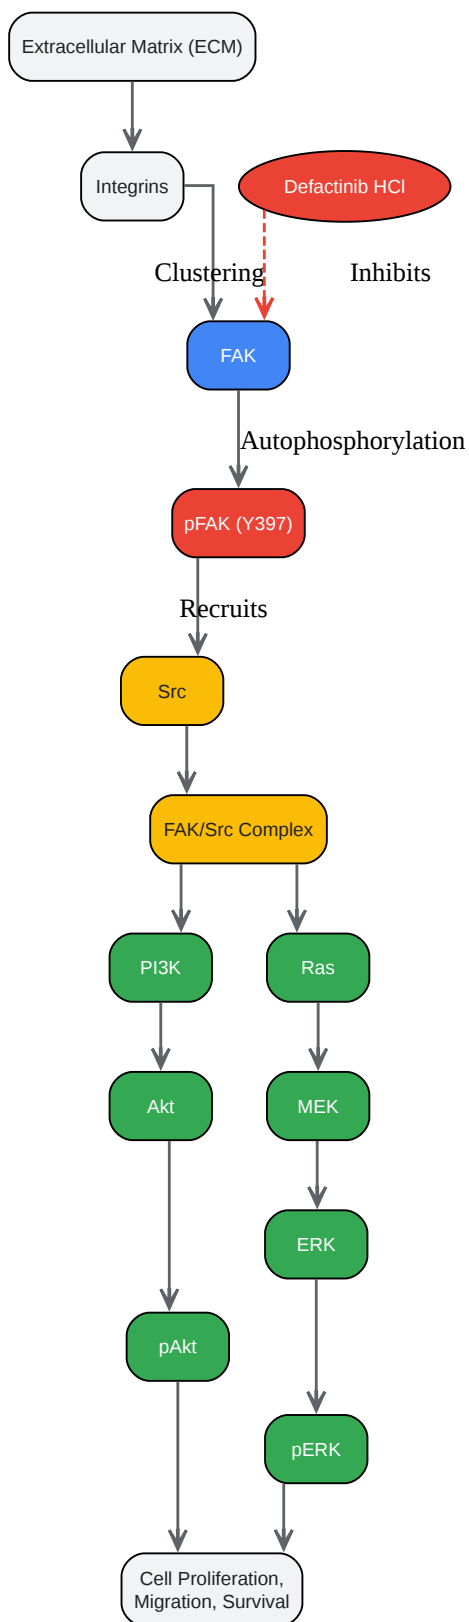 Extracellular Matrix (ECM)
Integrins
Defactinib HCl
Clustering
Inhibits
FAK
Autophosphorylation
pFAK (Y397)
Recruits
Src
FAK/Src Complex
PI3K
Ras
Akt
MEK
ERK
pAkt
pERK
Cell Proliferation,
Migration, Survival